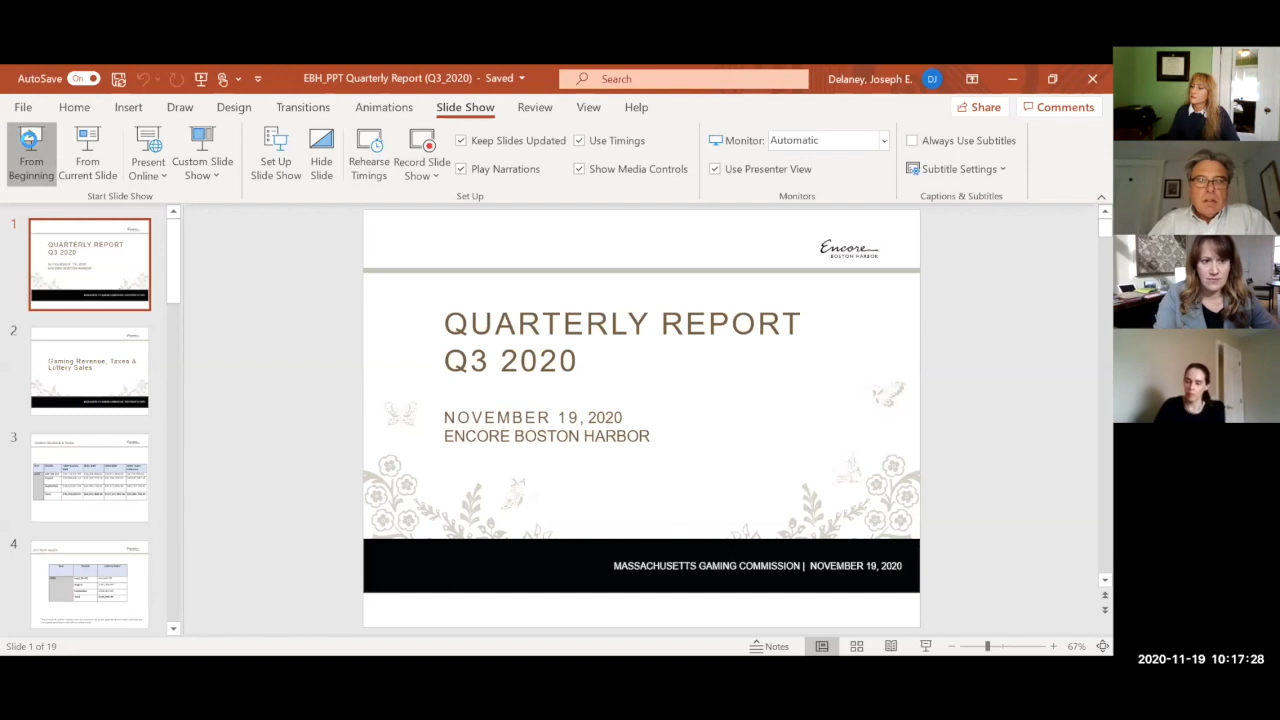 AutoSave On
EBH_PPT Quarterly Report (Q3_2020) - Saved
Search
Delaney, Joseph E. DJ
File Home Insert Draw Design Transitions Animations Slide Show Review View Help
Share Comments
From Beginning
From Current Slide
Present Online
Custom Slide Show
Start Slide Show
Set Up Slide Show
Hide Slide
Rehearse Timings
Record Slide Show
Keep Slides Updated
Play Narrations
Use Timings
Show Media Controls
Set Up
Monitor: Automatic
Use Presenter View
Monitors
Always Use Subtitles
Subtitle Settings
Captions & Subtitles
1
QUARTERLY REPORT
Q3 2020
2
Gaming Revenue, Taxes &
Lottery Sales
3
4
Encore
BOSTON HARBOR
QUARTERLY REPORT
Q3 2020
NOVEMBER 19, 2020
ENCORE BOSTON HARBOR
MASSACHUSETTS GAMING COMMISSION | NOVEMBER 19, 2020
Slide 1 of 19
Notes
67%
2020-11-19 10:17:28